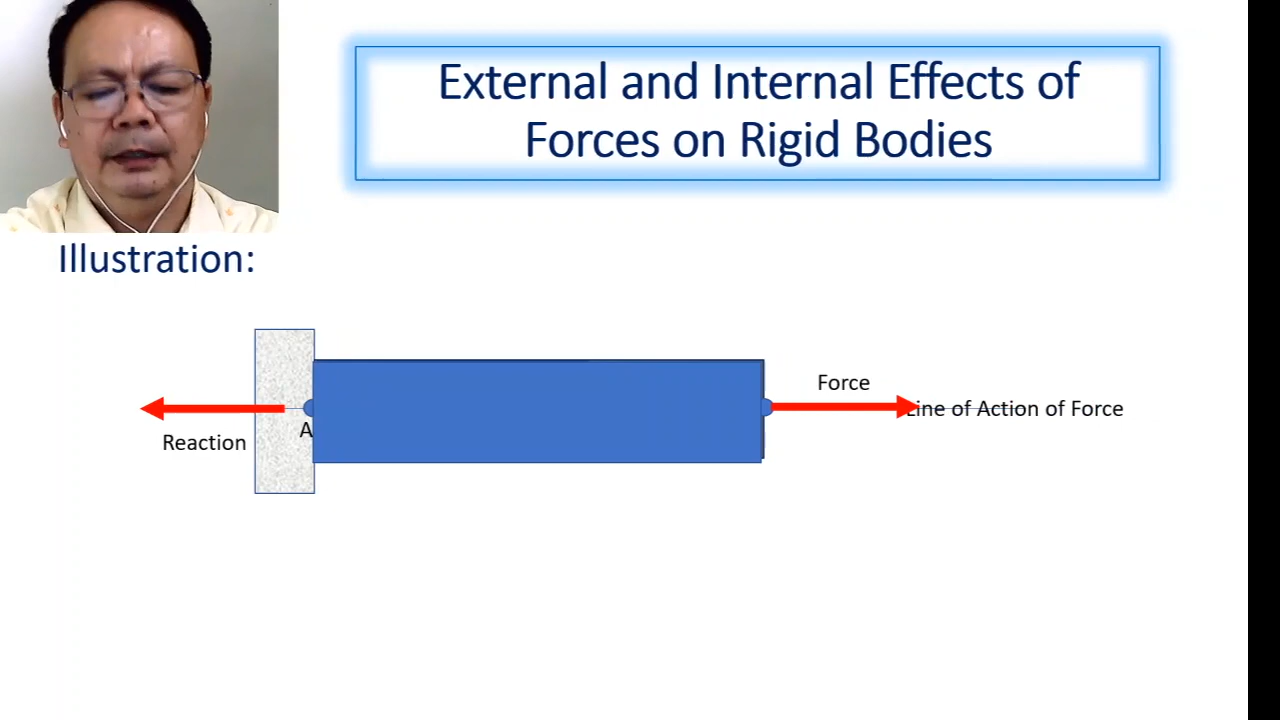 External and Internal Effects of
Forces on Rigid Bodies
Illustration:
Force
Line of Action of Force
A
Reaction